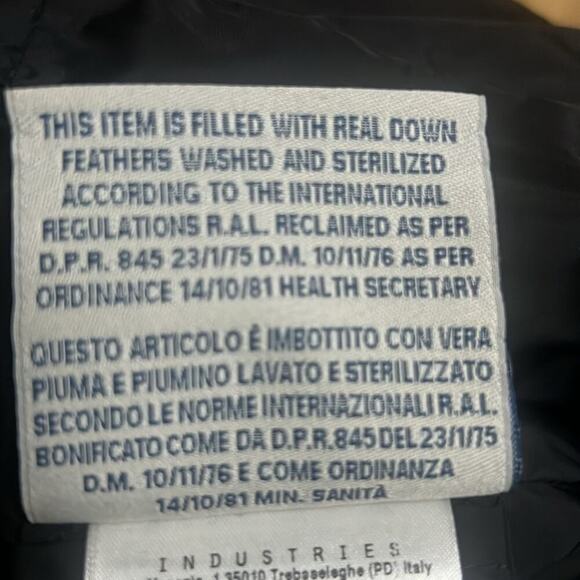 THIS ITEM IS FILLED WITH REAL DOWN
FEATHERS WASHED AND STERILIZED
ACCORDING TO THE INTERNATIONAL
REGULATIONS R.A.L. RECLAIMED AS PER
D.P.R. 845 23/1/75 D.M. 10/11/76 AS PER
ORDINANCE 14/10/81 HEALTH SECRETARY
QUESTO ARTICOLO È IMBOTTITO CON VERA
PIUMA E PIUMINO LAVATO E STERILIZZATO
SECONDO LE NORME INTERNAZIONALI R.A.L.
BONIFICATO COME DA D.P.R.845 DEL 23/1/75
D.M. 10/11/76 E COME ORDINANZA
14/10/81 MIN. SANITÀ
INDUSTRIES
1 35010 Trebaseleghe (PD) Italy